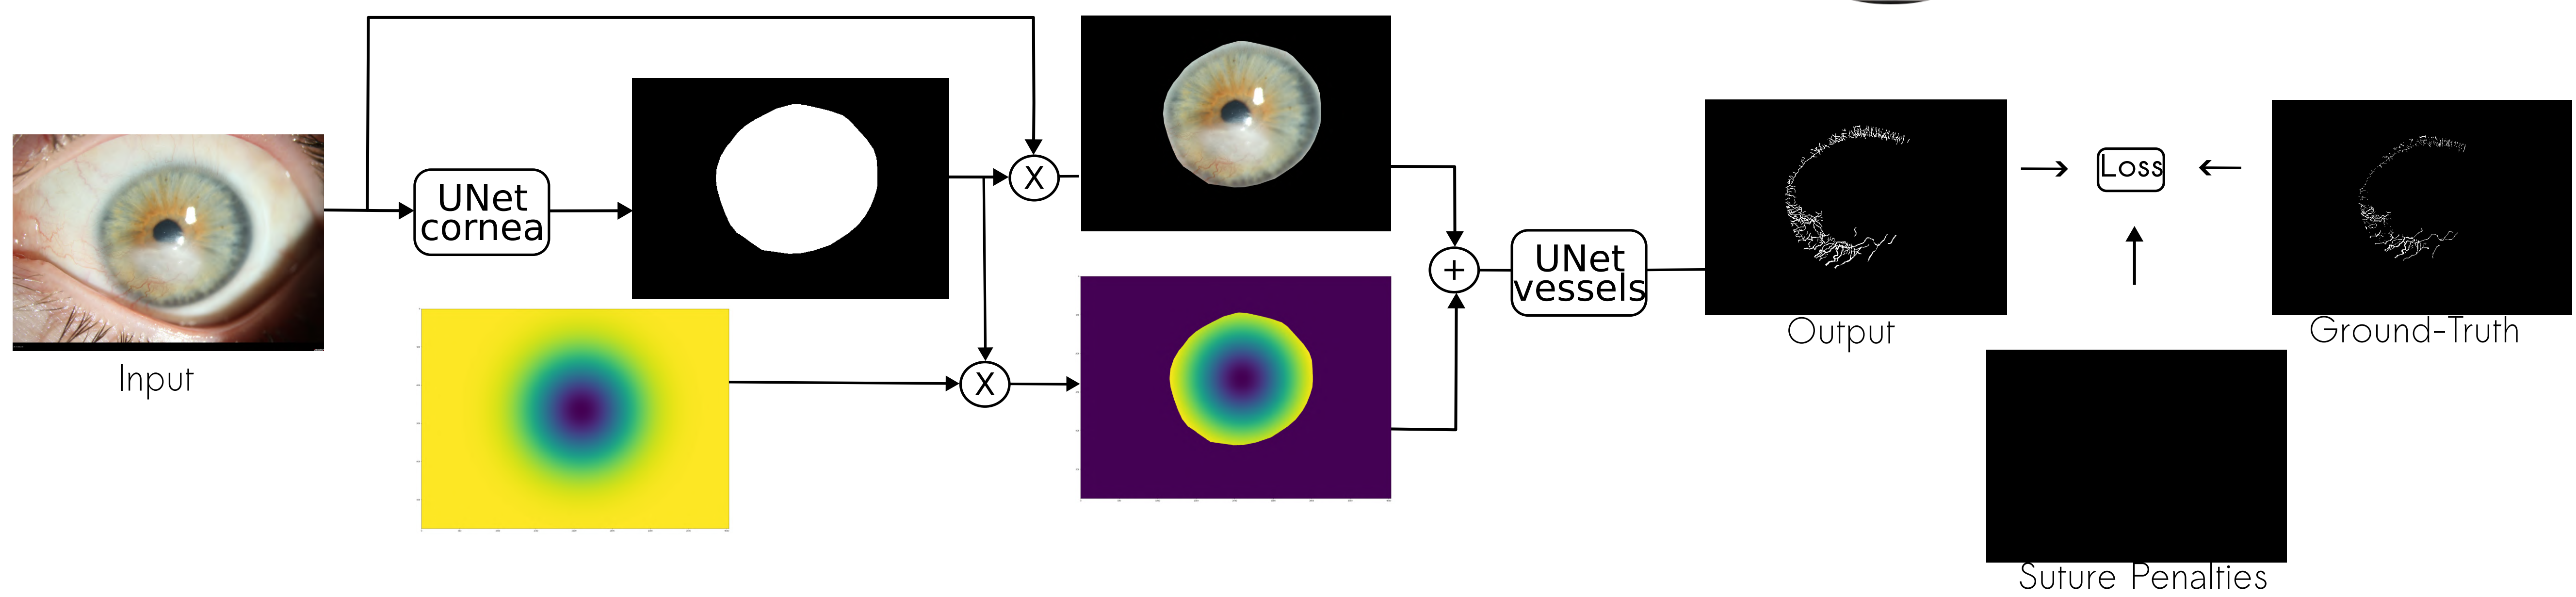 Input
UNet
cornea
X
X
+
UNet
vessels
Output
Loss
Ground-Truth
Suture Penalties